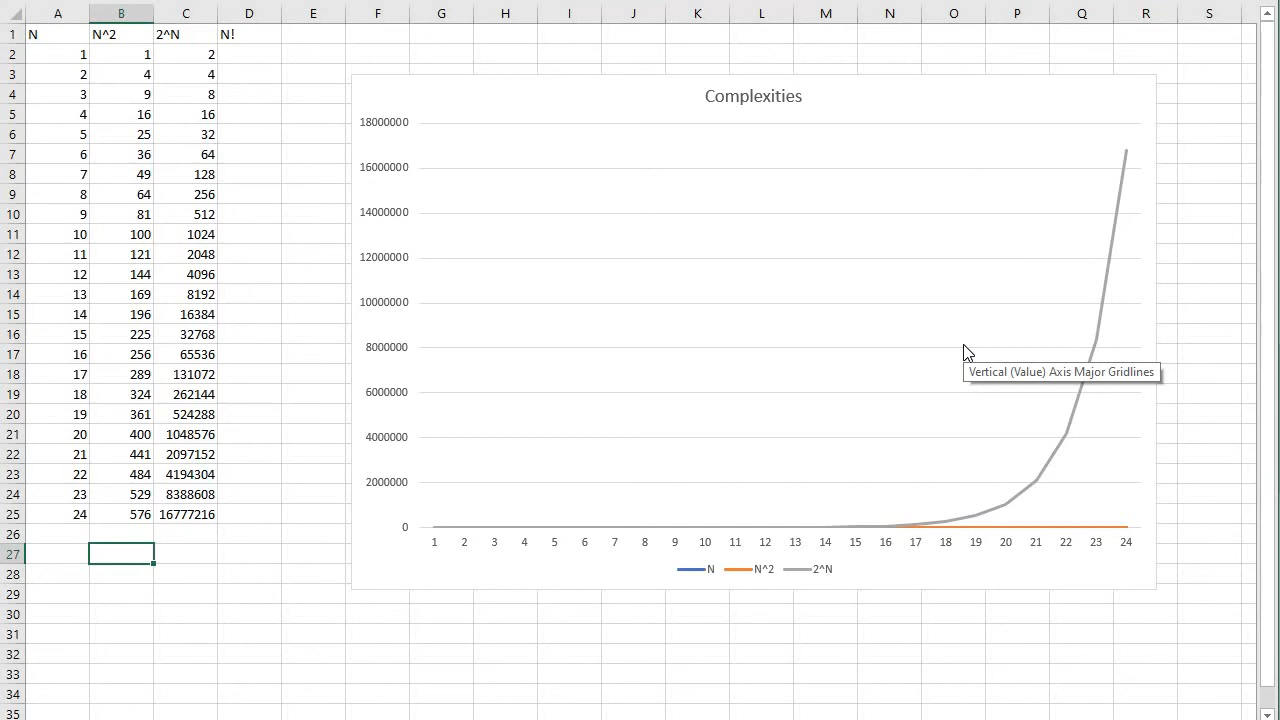 A B C D E F G H I J K L M N O P Q R S
1 N N^2 2^N N!
2 1 1 2
3 2 4 4
4 3 9 8
5 4 16 16
6 5 25 32
7 6 36 64
8 7 49 128
9 8 64 256
10 9 81 512
11 10 100 1024
12 11 121 2048
13 12 144 4096
14 13 169 8192
15 14 196 16384
16 15 225 32768
17 16 256 65536
18 17 289 131072
19 18 324 262144
20 19 361 524288
21 20 400 1048576
22 21 441 2097152
23 22 484 4194304
24 23 529 8388608
25 24 576 16777216
26
27
28
29
30
31
32
33
34
35
Complexities
18000000
16000000
14000000
12000000
10000000
8000000
Vertical (Value) Axis Major Gridlines
6000000
4000000
2000000
0
1 2 3 4 5 6 7 8 9 10 11 12 13 14 15 16 17 18 19 20 21 22 23 24
N N^2 2^N